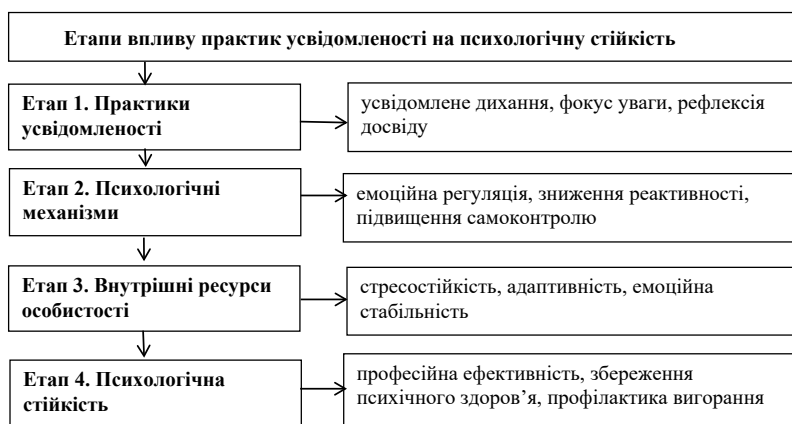 Етапи впливу практик усвідомленості на психологічну стійкість
Етап 1. Практики
усвідомленості
усвідомлене дихання, фокус уваги, рефлексія
досвіду
Етап 2. Психологічні
механізми
емоційна регуляція, зниження реактивності,
підвищення самоконтролю
Етап 3. Внутрішні ресурси
особистості
стресостійкість, адаптивність, емоційна
стабільність
Етап 4. Психологічна
стійкість
професійна ефективність, збереження
психічного здоров’я, профілактика вигорання